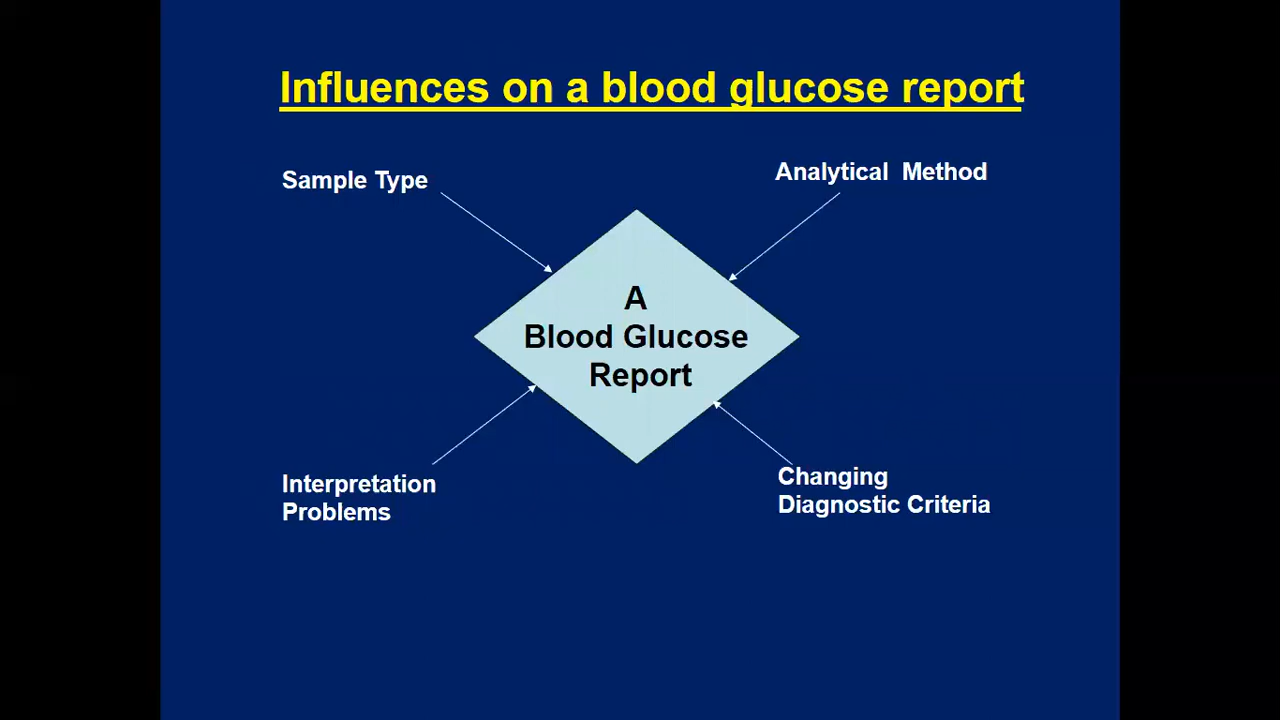 Influences on a blood glucose report
Sample Type
Analytical Method
A
Blood Glucose
Report
Interpretation
Problems
Changing
Diagnostic Criteria